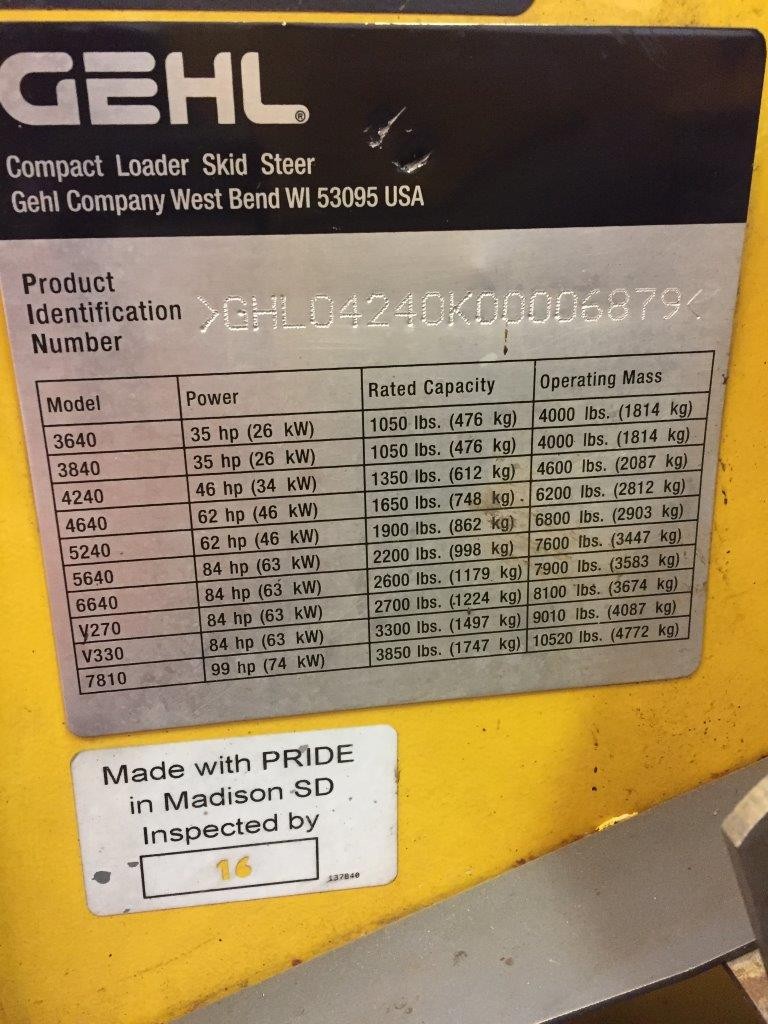 GEHL®
Compact Loader Skid Steer
Gehl Company West Bend WI 53095 USA
Product
Identification
Number
>GHL04240K00006879<
Model Power Rated Capacity Operating Mass
3640 35 hp (26 kW) 1050 lbs. (476 kg) 4000 lbs. (1814 kg)
3840 35 hp (26 kW) 1050 lbs. (476 kg) 4000 lbs. (1814 kg)
4240 46 hp (34 kW) 1350 lbs. (612 kg) 4600 lbs. (2087 kg)
4640 62 hp (46 kW) 1650 lbs. (748 kg) 6200 lbs. (2812 kg)
5240 62 hp (46 kW) 1900 lbs. (862 kg) 6800 lbs. (2903 kg)
5640 84 hp (63 kW) 2200 lbs. (998 kg) 7600 lbs. (3447 kg)
6640 84 hp (63 kW) 2600 lbs. (1179 kg) 7900 lbs. (3583 kg)
V270 84 hp (63 kW) 2700 lbs. (1224 kg) 8100 lbs. (3674 kg)
V330 84 hp (63 kW) 3300 lbs. (1497 kg) 9010 lbs. (4087 kg)
7810 99 hp (74 kW) 3850 lbs. (1747 kg) 10520 lbs. (4772 kg)
Made with PRIDE
in Madison SD
Inspected by
16
137840